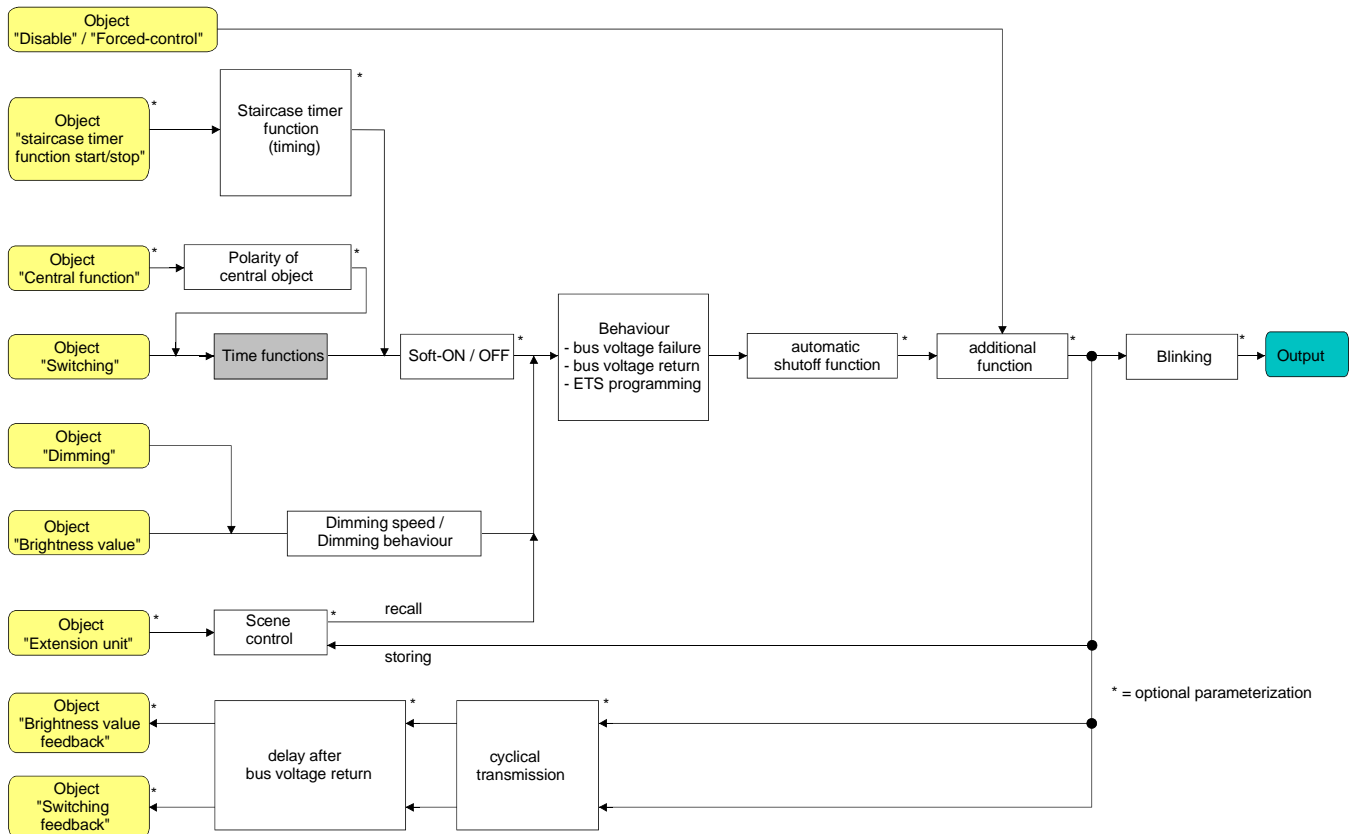 Object
"Disable" / "Forced-control"
*
Object
"staircase timer
function start/stop"
*
Staircase timer
function
(timing)
*
Object
"Central function"
*
Polarity of
central object
*
Object
"Switching"
Time functions
Soft-ON / OFF
*
Behaviour
- bus voltage failure
- bus voltage return
- ETS programming
automatic
shutoff function
*
additional
function
*
Blinking
*
Output
Object
"Dimming"
Object
"Brightness value"
Dimming speed /
Dimming behaviour
Object
"Extension unit"
*
Scene
control
*
recall
storing
* = optional parameterization
Object
"Brightness value
feedback"
*
delay after
bus voltage return
*
cyclical
transmission
*
Object
"Switching
feedback"